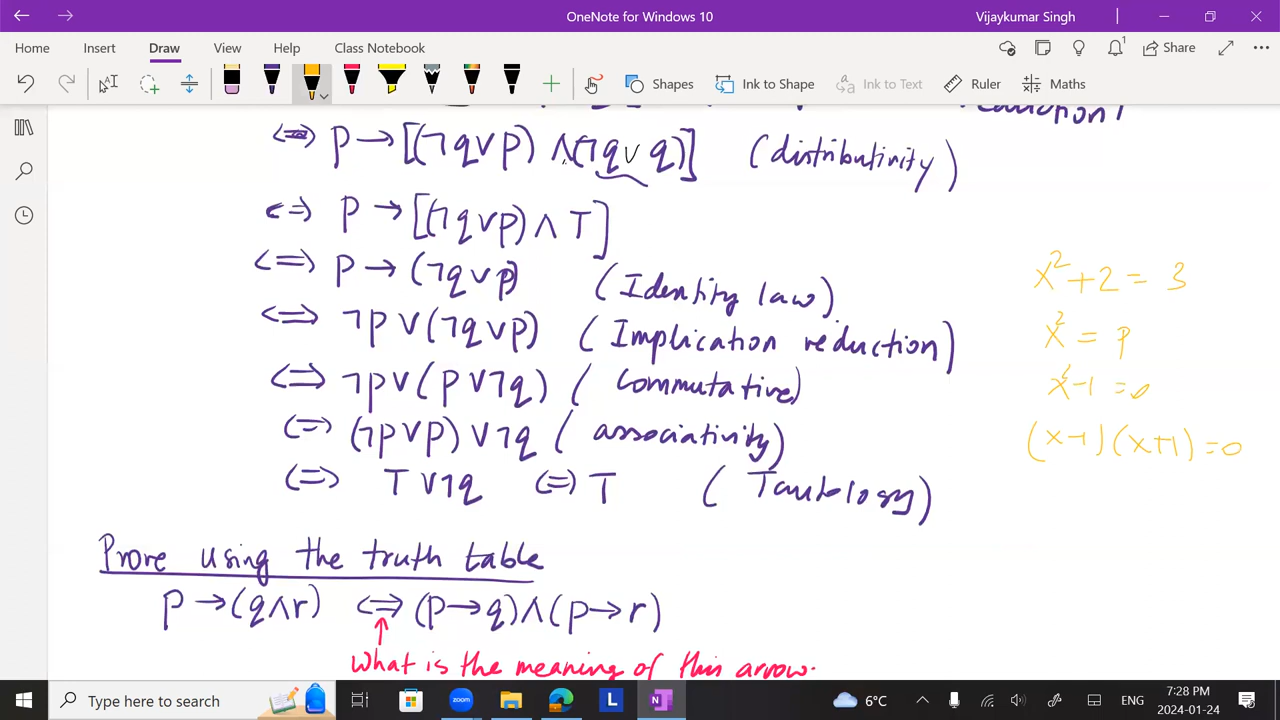 OneNote for Windows 10
Vijaykumar Singh
Home Insert Draw View Help Class Notebook
Share
Shapes Ink to Shape Ink to Text Ruler Maths
⟺ p → [(¬q∨p) ∧(¬q∨ q)] (distributivity)
⟺ p → [(¬q∨p) ∧ T]
⟺ p → (¬q∨p) (Identity law)
⟺ ¬p ∨ (¬q∨p) (Implication reduction)
⟺ ¬p∨ (p ∨¬q) (commutative)
⟺ (¬p∨p) ∨¬q (associativity)
⟺ T∨¬q ⟺ T (Tautology)
x² + 2 = 3
x² = p
x²-1 = 0
(x-1)(x+1) = 0
Prove using the truth table
p → (q∧r) ⟺ (p→q)∧(p→r)
What is the meaning of this arrow.
Type here to search
6°C
ENG
7:28 PM
2024-01-24